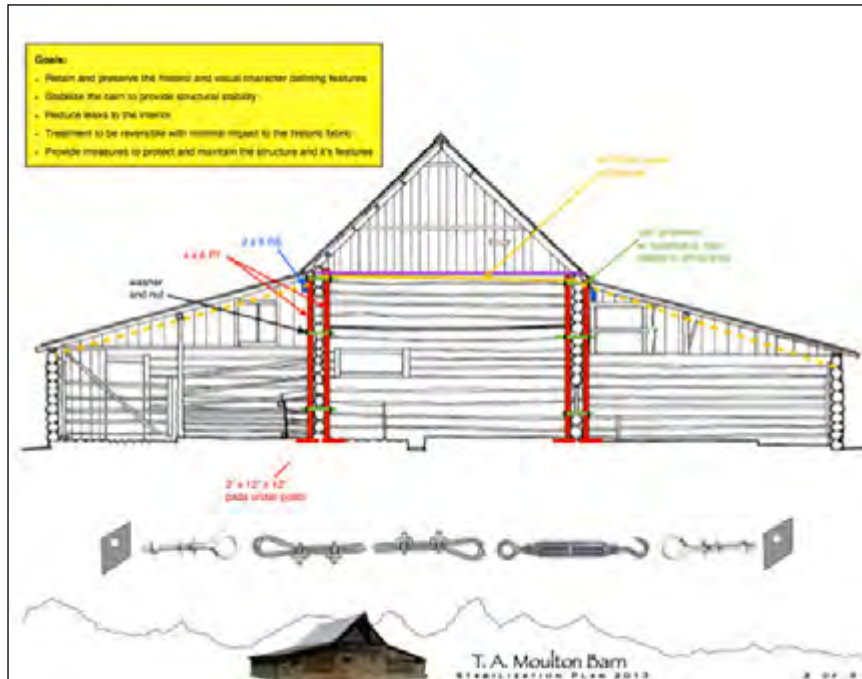 Goals:
• Retain and preserve the historic and visual character defining features
• Stabilize the barn to provide structural stability
• Reduce leaks to the interior
• Treatment to be reversible with minimal impact to the historic fabric
• Provide measures to protect and maintain the structure and it's features
4 x 6 PT
washer
and nut
2" x 12" x 12"
pads under posts
T. A. Moulton Barn
STABILIZATION PLAN 2013